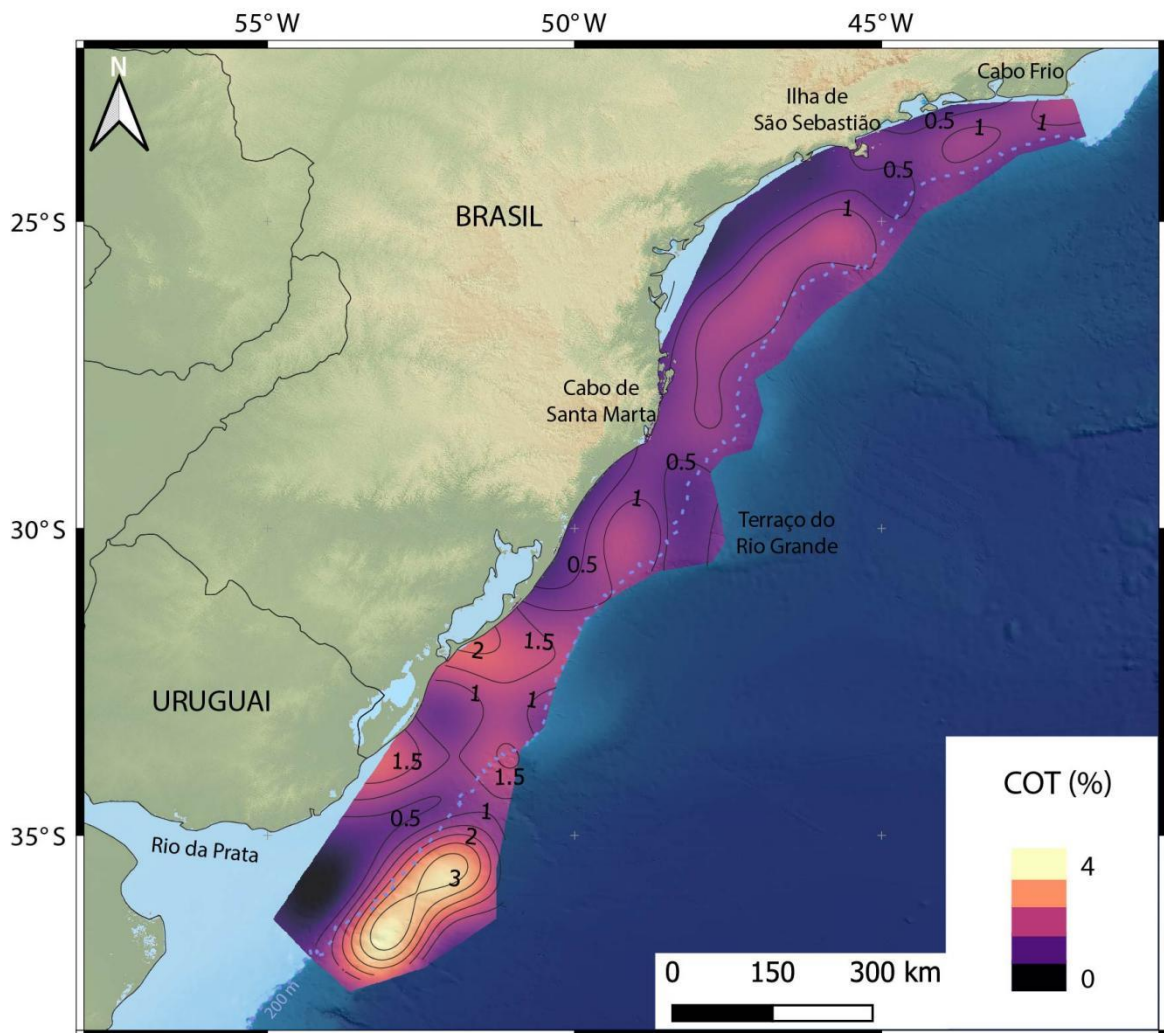 55°W
50°W
45°W
N
Cabo Frio
Ilha de
São Sebastião
0.5
1
1
0.5
25°S
BRASIL
1
Cabo de
Santa Marta
0.5
1
Terraço do
Rio Grande
30°S
0.5
2
1.5
1
1
URUGUAI
1.5
1.5
COT (%)
0.5
1
2
35°S
Rio da Prata
3
4
0
0
150
300 km
200 m